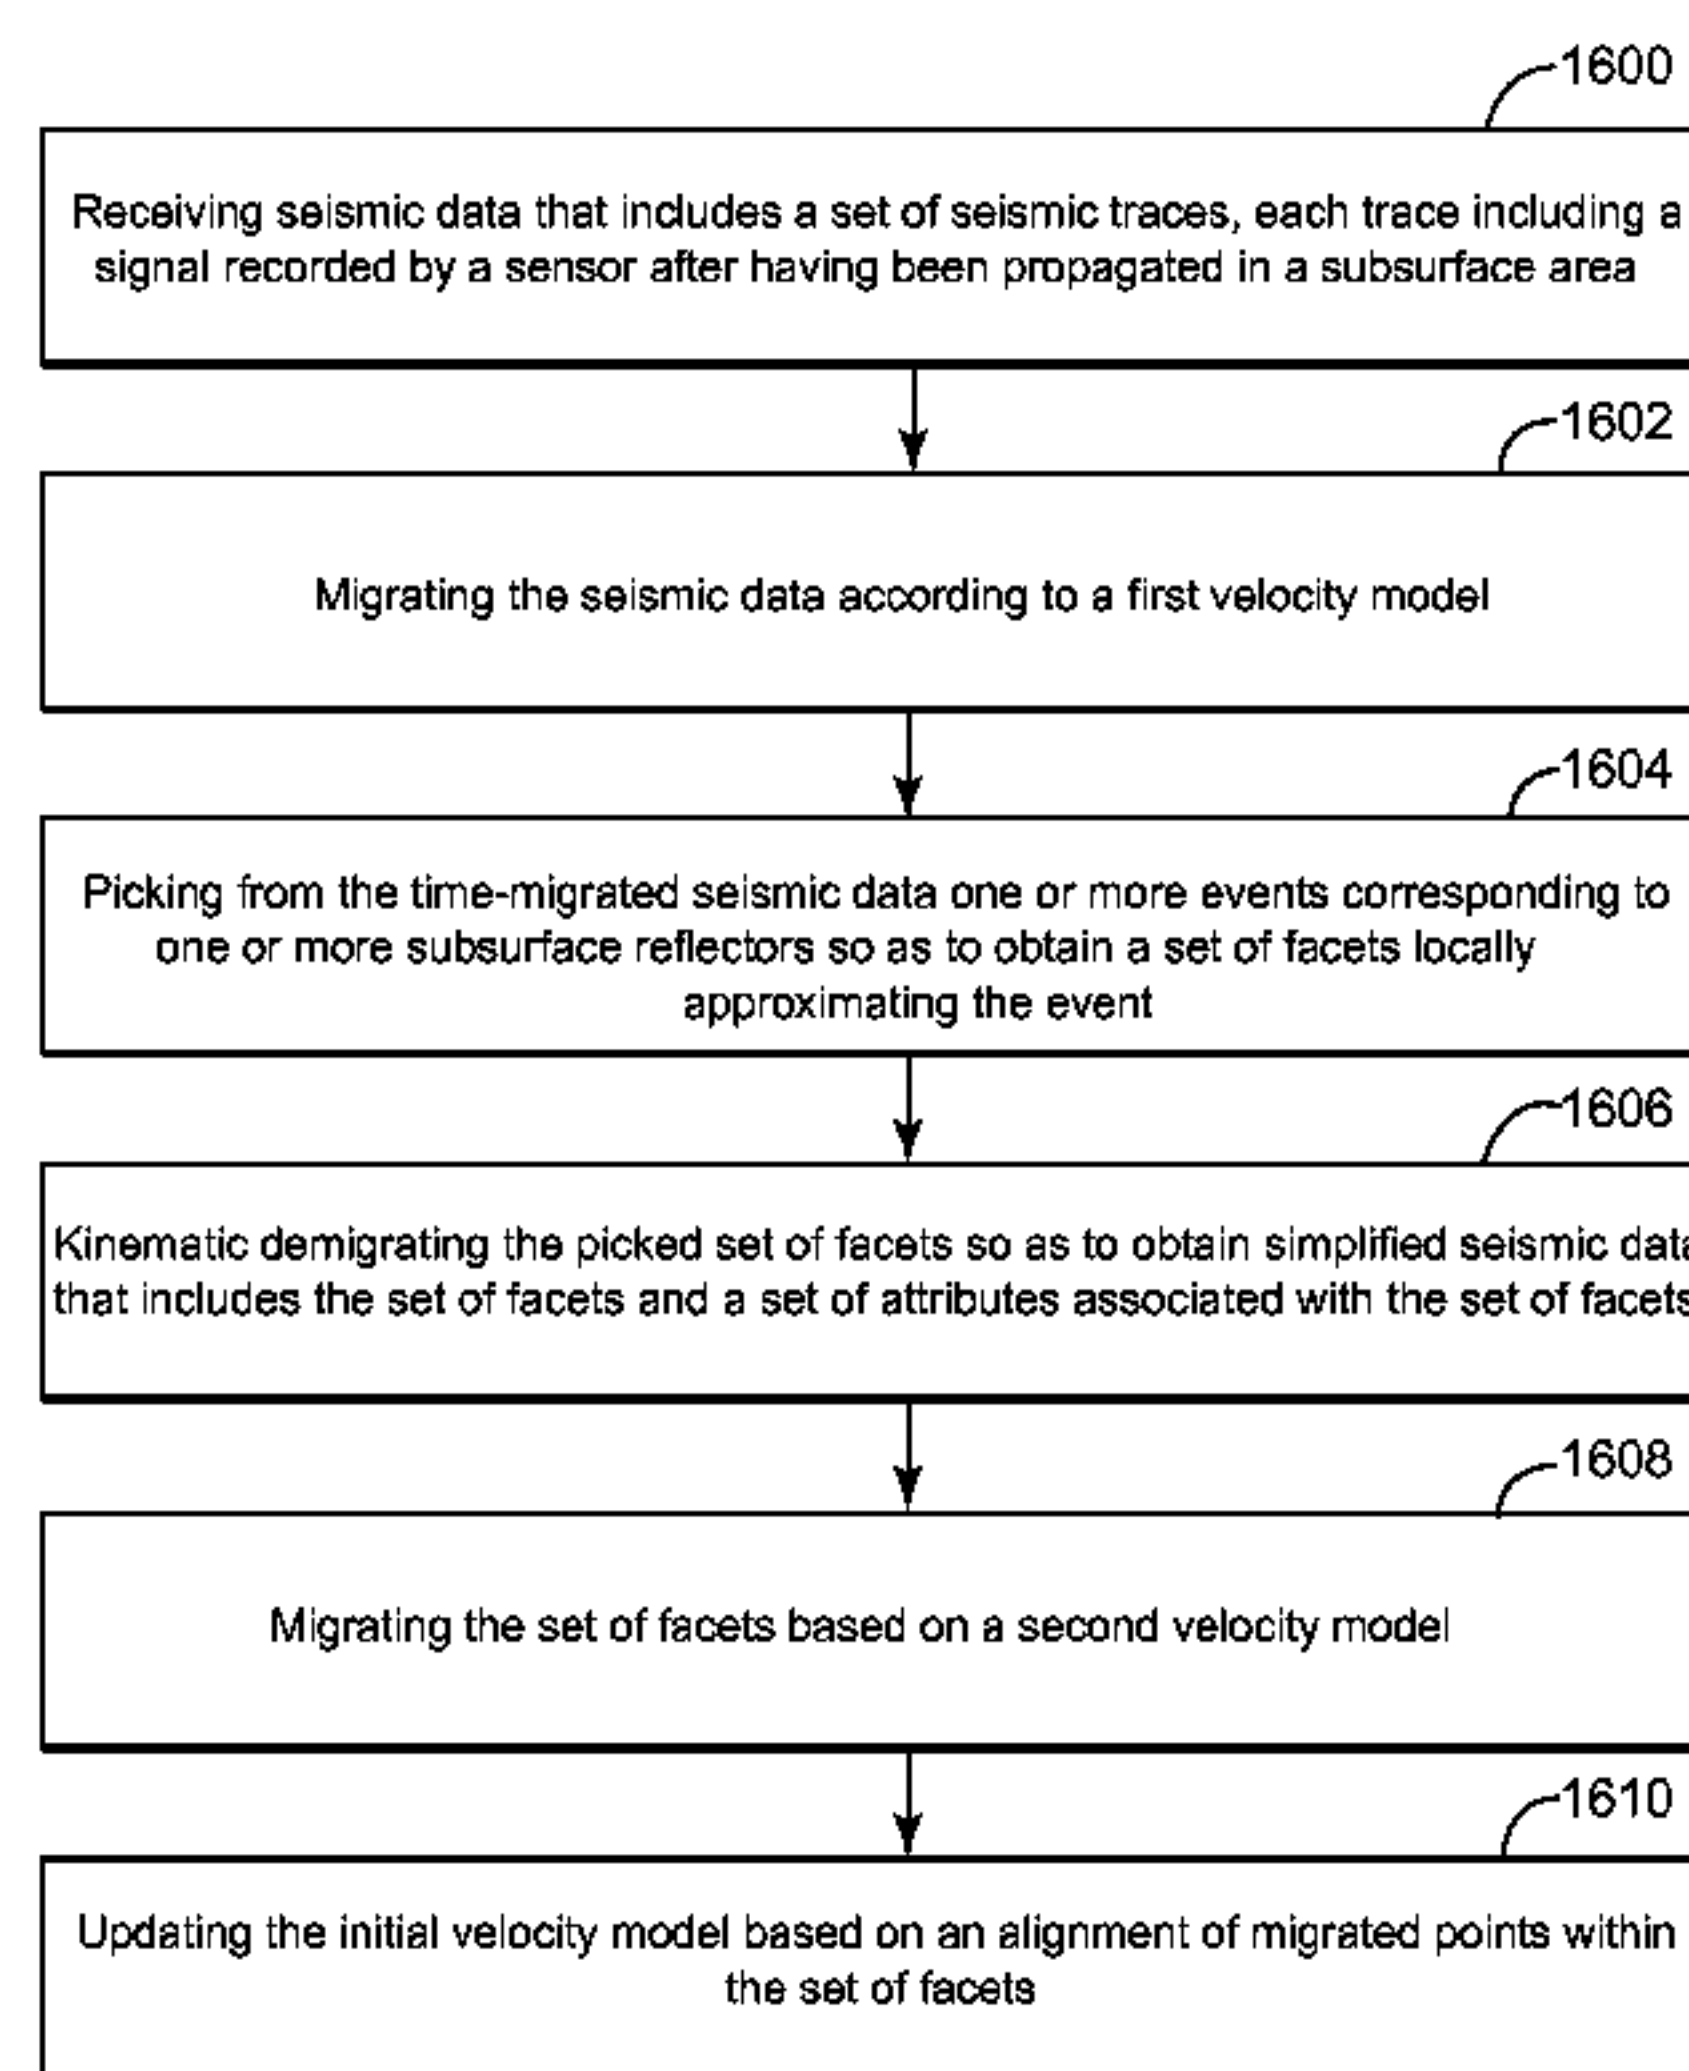 1600
Receiving seismic data that includes a set of seismic traces, each trace including a
signal recorded by a sensor after having been propagated in a subsurface area
1602
Migrating the seismic data according to a first velocity model
1604
Picking from the time-migrated seismic data one or more events corresponding to
one or more subsurface reflectors so as to obtain a set of facets locally
approximating the event
1606
Kinematic demigrating the picked set of facets so as to obtain simplified seismic data
that includes the set of facets and a set of attributes associated with the set of facets
1608
Migrating the set of facets based on a second velocity model
1610
Updating the initial velocity model based on an alignment of migrated points within
the set of facets